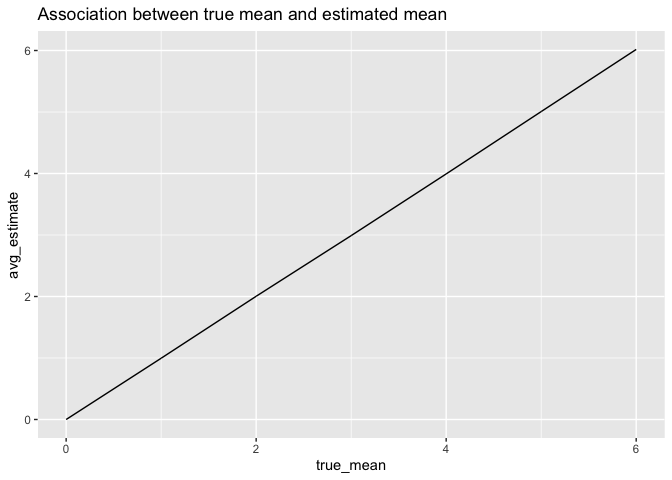 Association between true mean and estimated mean
avg_estimate
6
4
2
0
0 2 4 6
true_mean